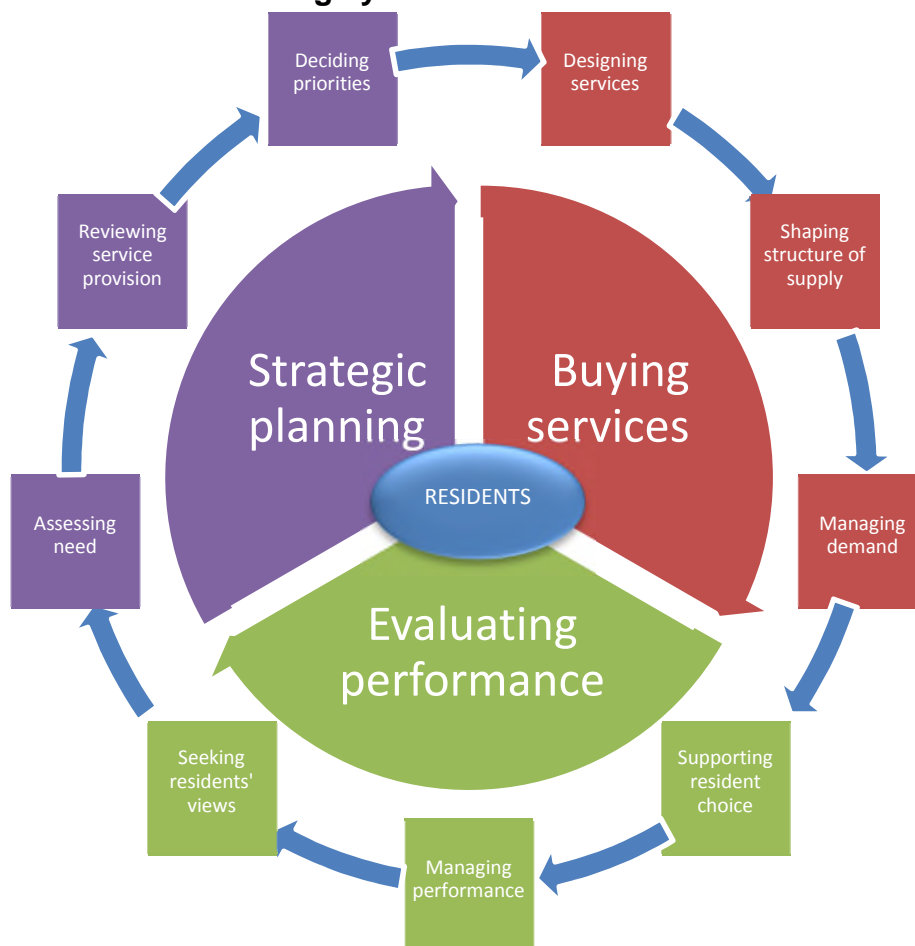 Deciding
priorities
Designing
services
Reviewing
service
provision
Shaping
structure of
supply
Strategic
planning
Buying
services
RESIDENTS
Assessing
need
Managing
demand
Evaluating
performance
Seeking
residents'
views
Supporting
resident
choice
Managing
performance